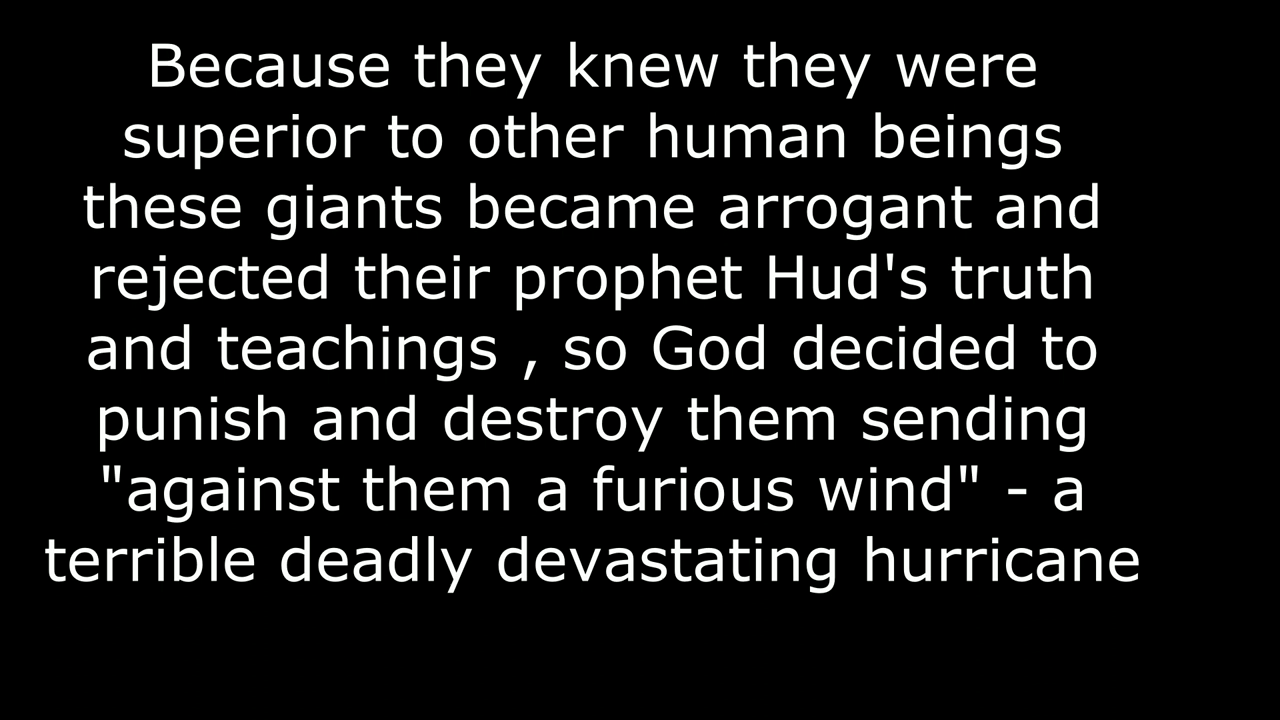 Because they knew they were
superior to other human beings
these giants became arrogant and
rejected their prophet Hud's truth
and teachings , so God decided to
punish and destroy them sending
"against them a furious wind" - a
terrible deadly devastating hurricane